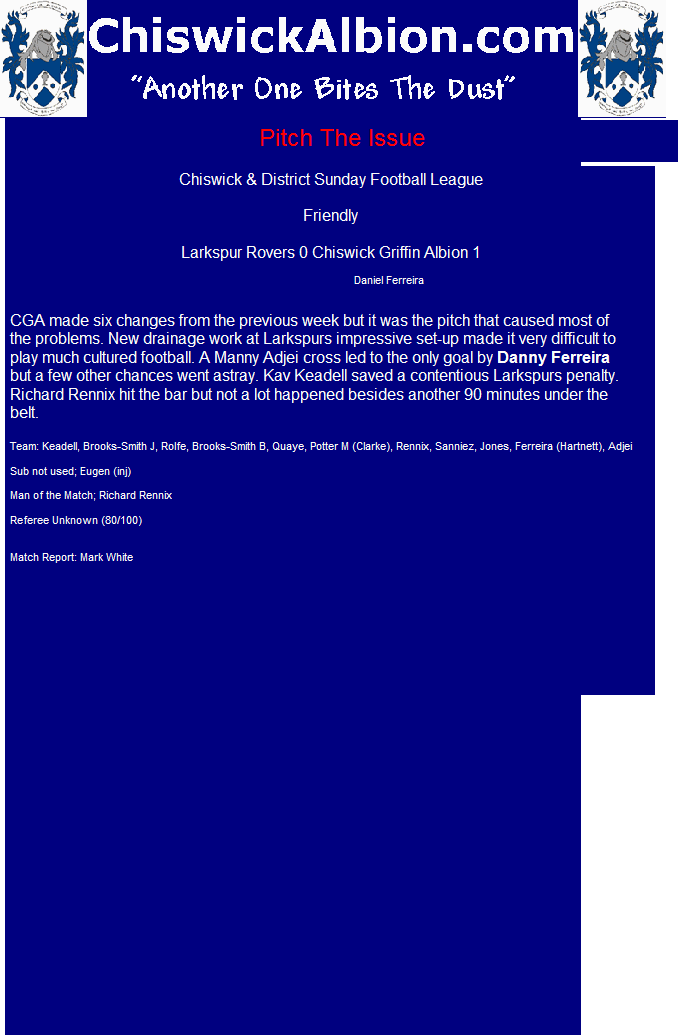 ChiswickAlbion.com
"Another One Bites The Dust"
Pitch The Issue
Chiswick & District Sunday Football League
Friendly
Larkspur Rovers 0 Chiswick Griffin Albion 1
Daniel Ferreira
CGA made six changes from the previous week but it was the pitch that caused most of
the problems. New drainage work at Larkspurs impressive set-up made it very difficult to
play much cultured football. A Manny Adjei cross led to the only goal by Danny Ferreira
but a few other chances went astray. Kav Keadell saved a contentious Larkspurs penalty.
Richard Rennix hit the bar but not a lot happened besides another 90 minutes under the
belt.
Team: Keadell, Brooks-Smith J, Rolfe, Brooks-Smith B, Quaye, Potter M (Clarke), Rennix, Sanniez, Jones, Ferreira (Hartnett), Adjei
Sub not used; Eugen (inj)
Man of the Match; Richard Rennix
Referee Unknown (80/100)
Match Report: Mark White